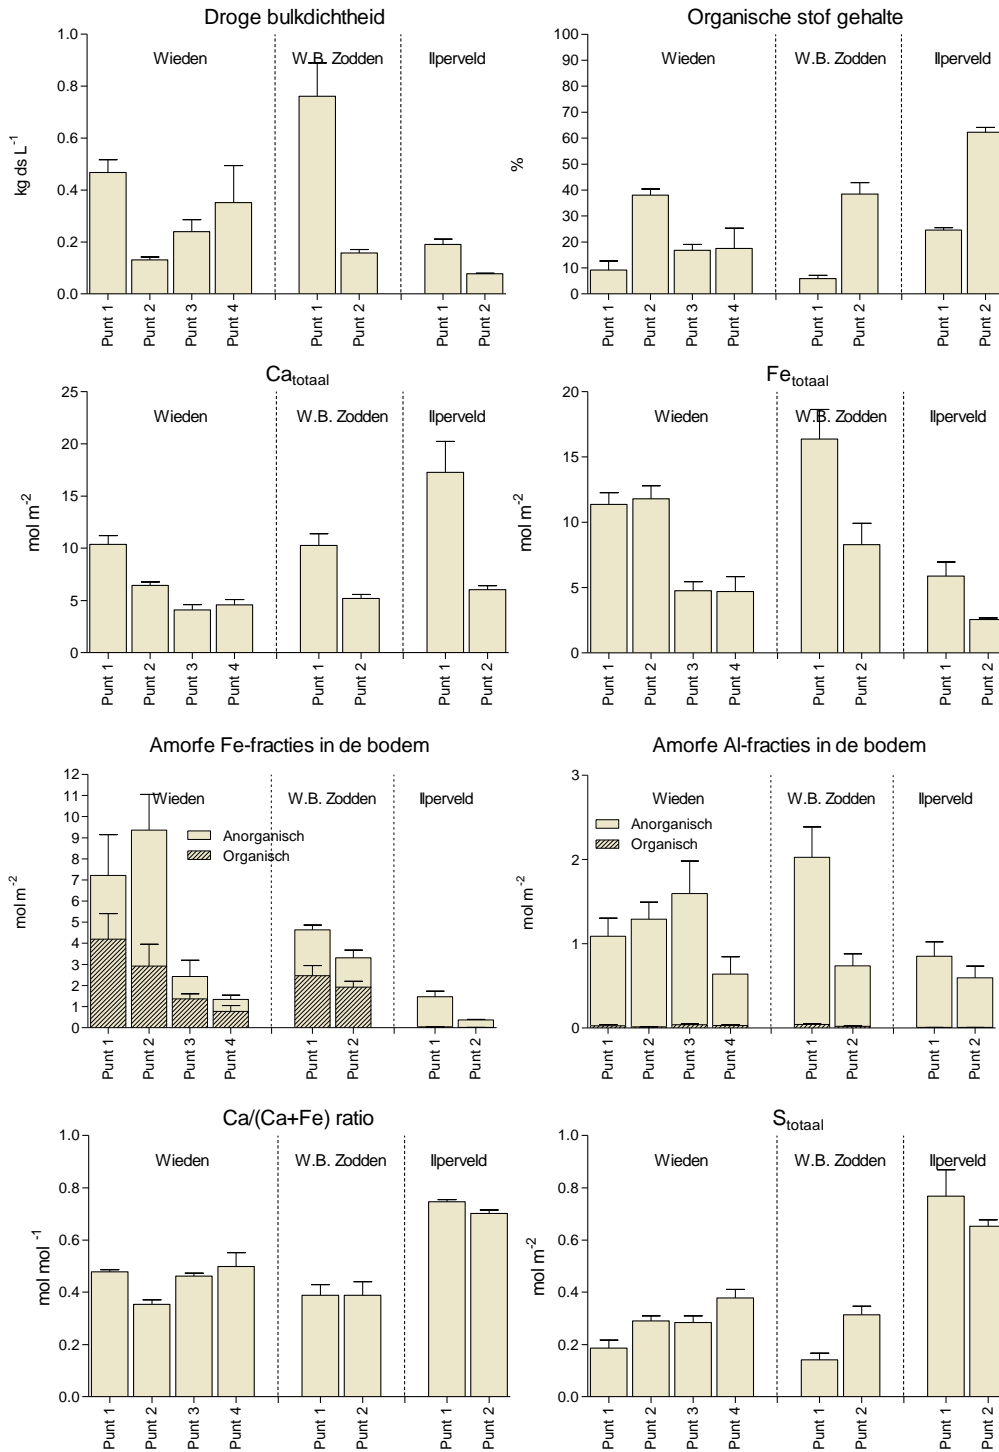 Droge bulkdichtheid
Wieden
W.B. Zodden
Ilperveld
kg ds L⁻¹
1.0
0.8
0.6
0.4
0.2
0.0
Punt 1
Punt 2
Punt 3
Punt 4
Punt 1
Punt 2
Punt 1
Punt 2
Organische stof gehalte
Wieden
W.B. Zodden
Ilperveld
%
100
90
80
70
60
50
40
30
20
10
0
Punt 1
Punt 2
Punt 3
Punt 4
Punt 1
Punt 2
Punt 1
Punt 2
Ca totaal
Wieden
W.B. Zodden
Ilperveld
mol m⁻²
25
20
15
10
5
0
Punt 1
Punt 2
Punt 3
Punt 4
Punt 1
Punt 2
Punt 1
Punt 2
Fe totaal
Wieden
W.B. Zodden
Ilperveld
mol m⁻²
20
15
10
5
0
Punt 1
Punt 2
Punt 3
Punt 4
Punt 1
Punt 2
Punt 1
Punt 2
Amorfe Fe-fracties in de bodem
Wieden
W.B. Zodden
Ilperveld
Anorganisch
Organisch
mol m⁻²
12
11
10
9
8
7
6
5
4
3
2
1
0
Punt 1
Punt 2
Punt 3
Punt 4
Punt 1
Punt 2
Punt 1
Punt 2
Amorfe Al-fracties in de bodem
Wieden
W.B. Zodden
Ilperveld
Anorganisch
Organisch
mol m⁻²
3
2
1
0
Punt 1
Punt 2
Punt 3
Punt 4
Punt 1
Punt 2
Punt 1
Punt 2
Ca/(Ca+Fe) ratio
Wieden
W.B. Zodden
Ilperveld
mol mol⁻¹
1.0
0.8
0.6
0.4
0.2
0.0
Punt 1
Punt 2
Punt 3
Punt 4
Punt 1
Punt 2
Punt 1
Punt 2
S totaal
Wieden
W.B. Zodden
Ilperveld
mol m⁻²
1.0
0.8
0.6
0.4
0.2
0.0
Punt 1
Punt 2
Punt 3
Punt 4
Punt 1
Punt 2
Punt 1
Punt 2